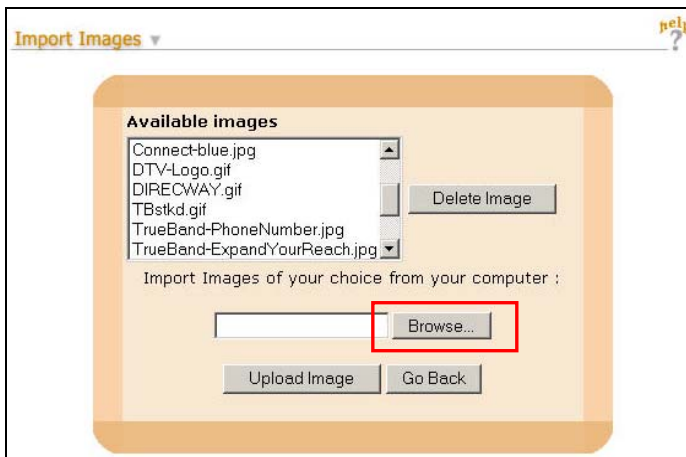 Import Images
help
?
Available images
Connect-blue.jpg
DTV-Logo.gif
DIRECWAY.gif
TBstkd.gif
TrueBand-PhoneNumber.jpg
TrueBand-ExpandYourReach.jpg
Delete Image
Import Images of your choice from your computer :
Browse...
Upload Image Go Back